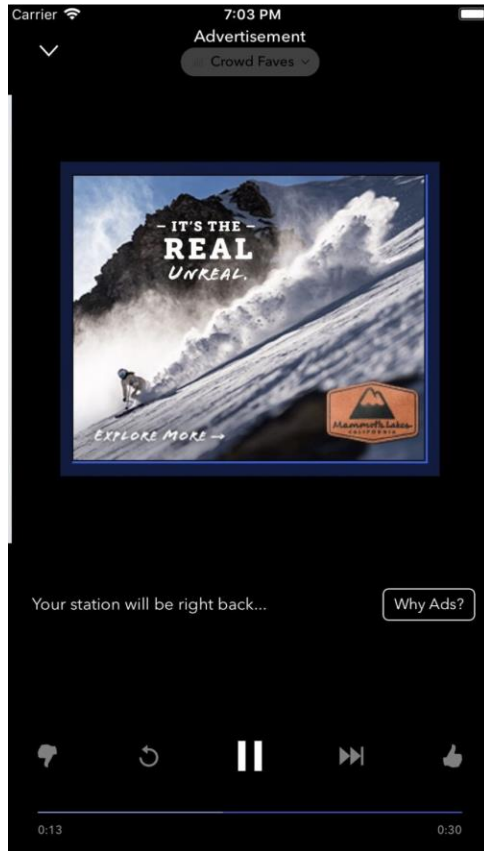 Carrier 7:03 PM
Advertisement
Crowd Faves
– IT'S THE –
REAL
UNREAL.
EXPLORE MORE →
Mammoth Lakes
CALIFORNIA
Your station will be right back...
Why Ads?
0:13 0:30